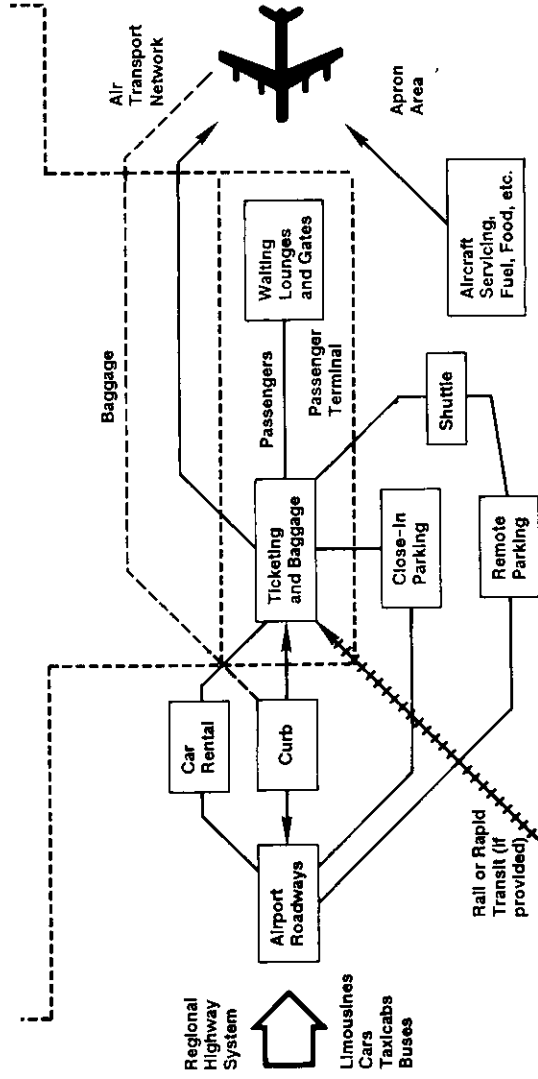 Regional
Highway
System
Limousines
Cars
Taxicabs
Buses
Airport
Roadways
Car
Rental
Curb
Rail or Rapid
Transit (if
provided)
Baggage
Ticketing
and Baggage
Close-in
Parking
Remote
Parking
Shuttle
Passengers
Passenger
Terminal
Waiting
Lounges
and Gates
Air
Transport
Network
Apron
Area
Aircraft
Servicing,
Fuel, Food, etc.